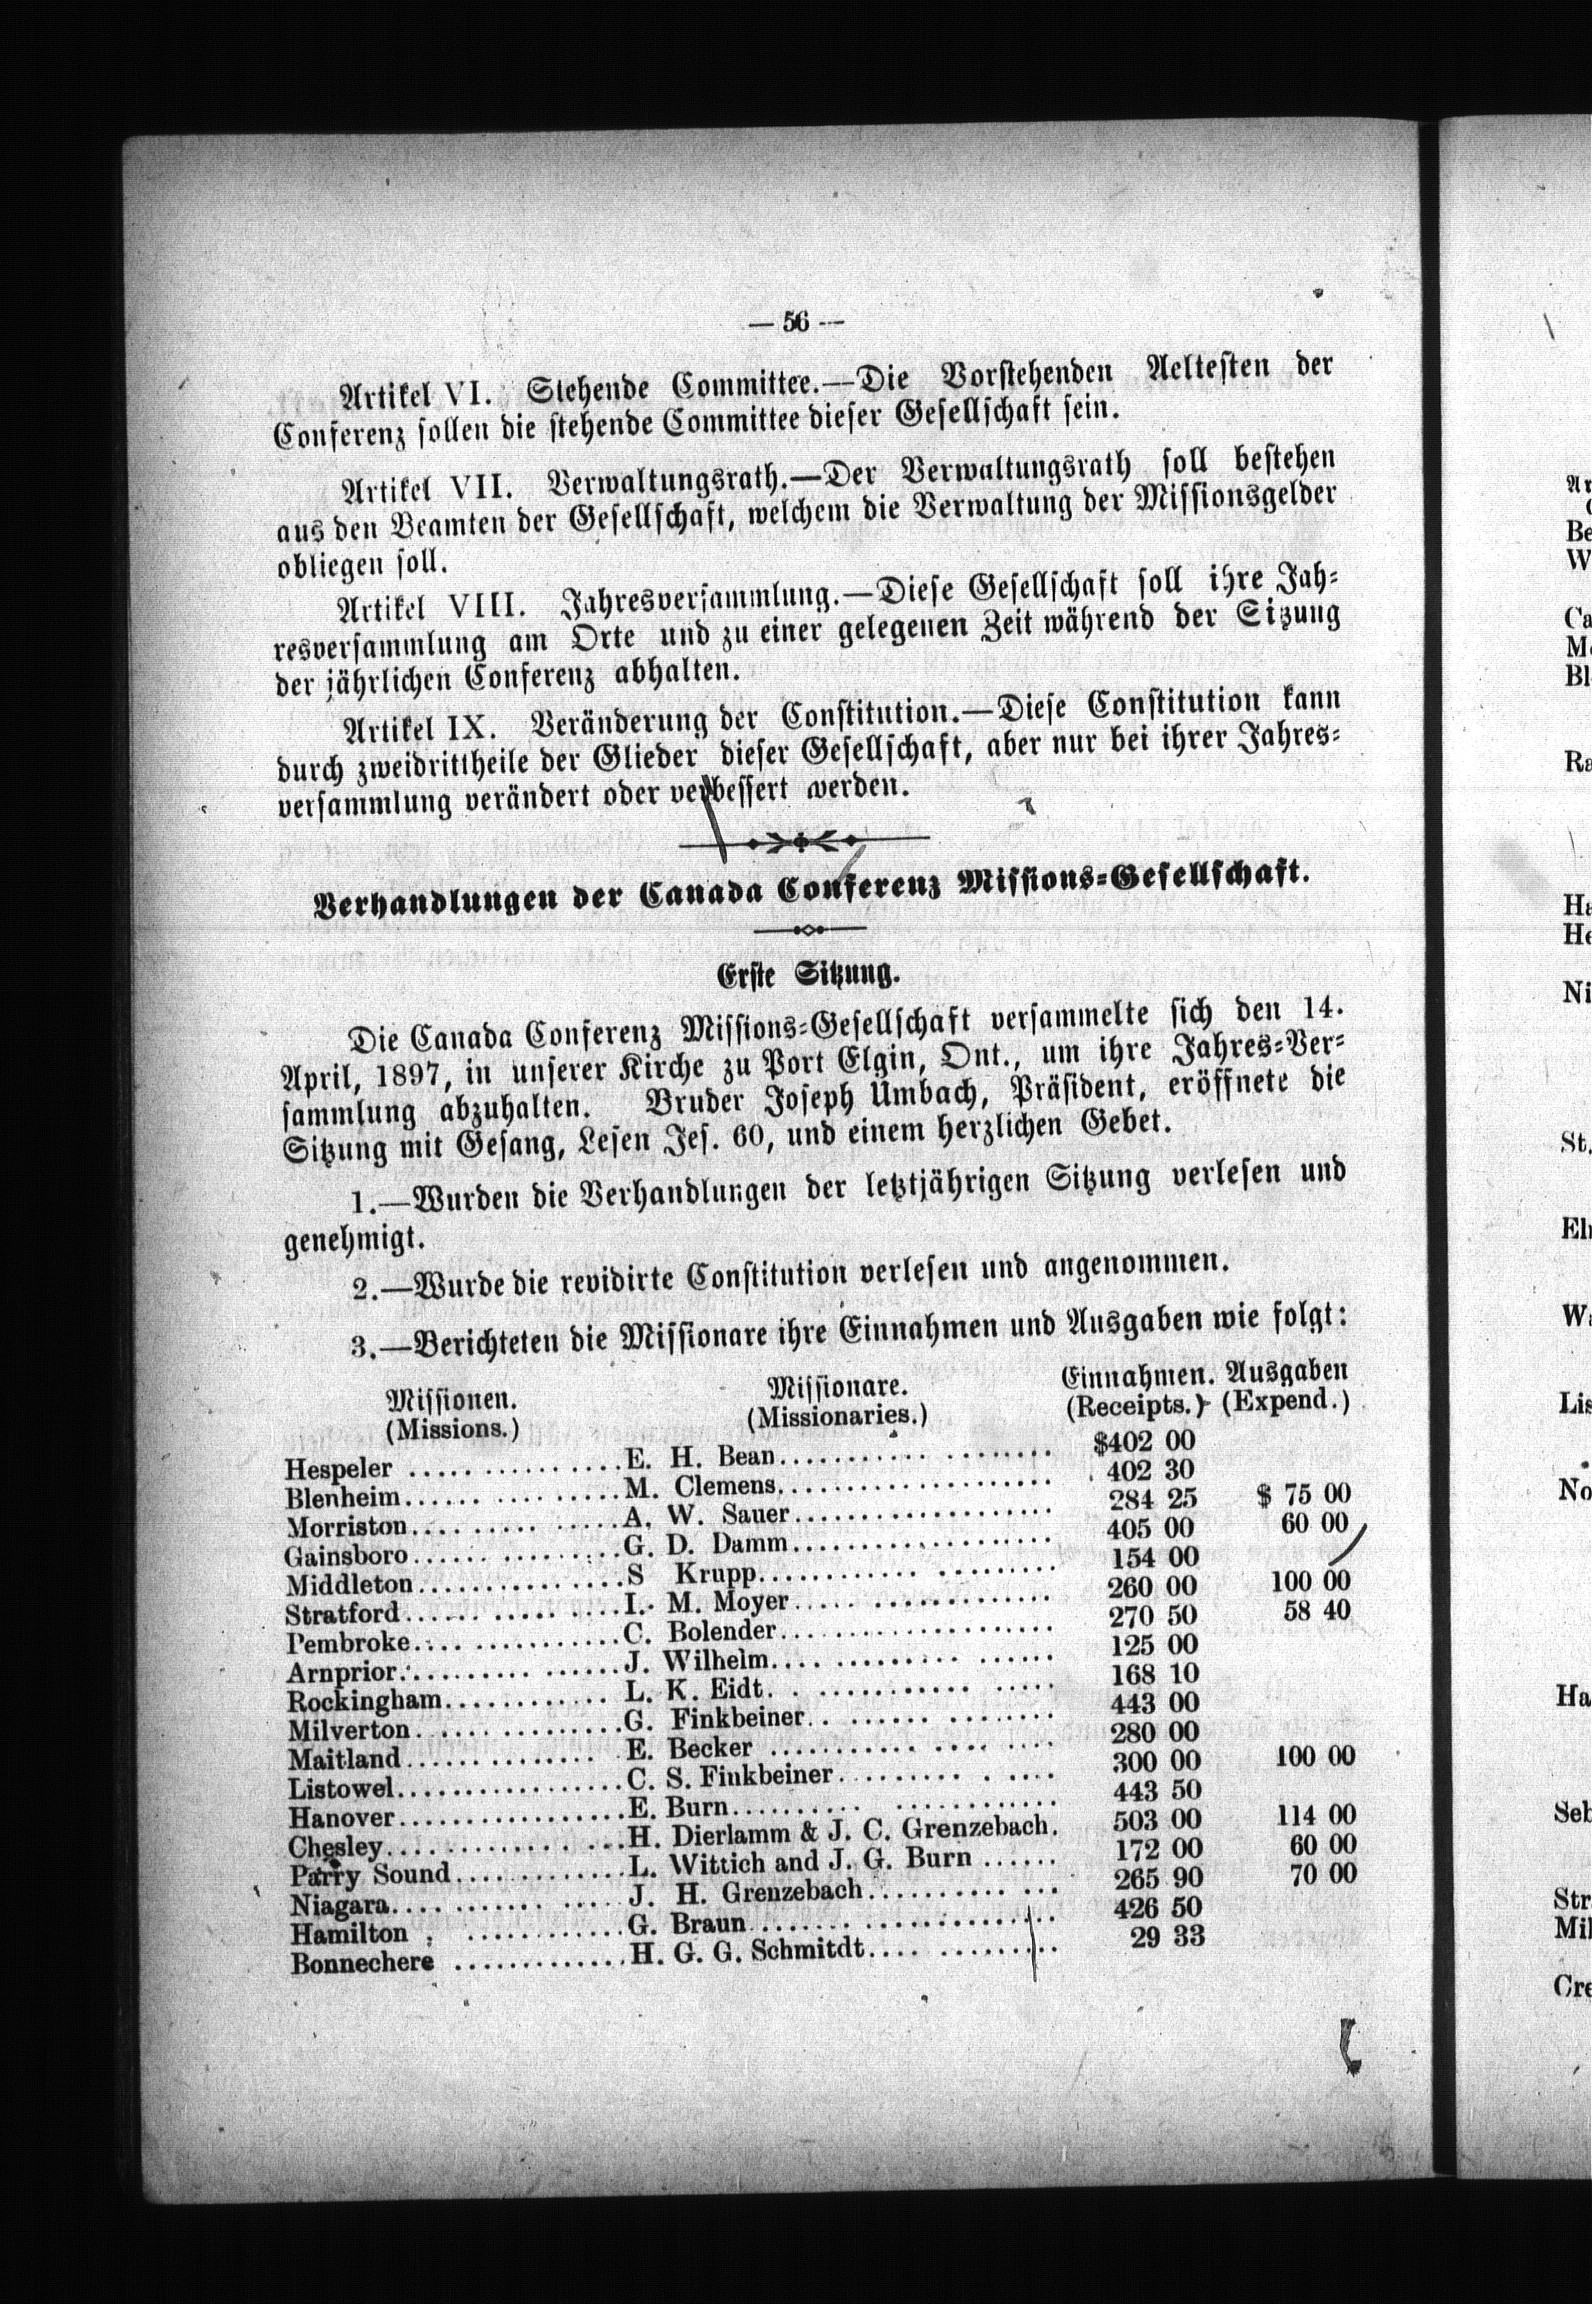 — 56 —
Artikel VI. Stehende Committee.—Die Vorstehenden Aeltesten der
Conferenz sollen die stehende Committee dieser Gesellschaft sein.
Artikel VII. Verwaltungsrath.—Der Verwaltungsrath soll bestehen
aus den Beamten der Gesellschaft, welchem die Verwaltung der Missionsgelder
obliegen soll.
Artikel VIII. Jahresversammlung.—Diese Gesellschaft soll ihre Jah-
resversammlung am Orte und zu einer gelegenen Zeit während der Sitzung
der jährlichen Conferenz abhalten.
Artikel IX. Veränderung der Constitution.—Diese Constitution kann
durch zweidrittheile der Glieder dieser Gesellschaft, aber nur bei ihrer Jahres-
versammlung verändert oder verbessert werden.
Verhandlungen der Canada Conferenz Missions-Gesellschaft.
Erste Sitzung.
Die Canada Conferenz Missions-Gesellschaft versammelte sich den 14.
April, 1897, in unserer Kirche zu Port Elgin, Ont., um ihre Jahres-Ver-
sammlung abzuhalten. Bruder Joseph Umbach, Präsident, eröffnete die
Sitzung mit Gesang, Lesen Jes. 60, und einem herzlichen Gebet.
1.—Wurden die Verhandlungen der letztjährigen Sitzung verlesen und
genehmigt.
2.—Wurde die revidirte Constitution verlesen und angenommen.
3.—Berichteten die Missionare ihre Einnahmen und Ausgaben wie folgt:
Missionen. Missionare. Einnahmen. Ausgaben
(Missions.) (Missionaries.) (Receipts.) (Expend.)
Hespeler ........ E. H. Bean........ $402 00
Blenheim........ M. Clemens........ 402 30
Morriston........ A. W. Sauer........ 284 25 $ 75 00
Gainsboro........ G. D. Damm........ 405 00 60 00
Middleton........ S Krupp........ 154 00
Stratford........ I. M. Moyer........ 260 00 100 00
Pembroke........ C. Bolender........ 270 50 58 40
Arnprior........ J. Wilhelm........ 125 00
Rockingham........ L. K. Eidt........ 168 10
Milverton........ G. Finkbeiner........ 443 00
Maitland........ E. Becker ........ 280 00
Listowel........ C. S. Finkbeiner........ 300 00 100 00
Hanover........ E. Burn........ 443 50
Chesley........ H. Dierlamm & J. C. Grenzebach. 503 00 114 00
Parry Sound........ L. Wittich and J. G. Burn ...... 172 00 60 00
Niagara........ J. H. Grenzebach........ 265 90 70 00
Hamilton ........ G. Braun........ 426 50
Bonnechere ........ H. G. G. Schmitdt........ 29 33